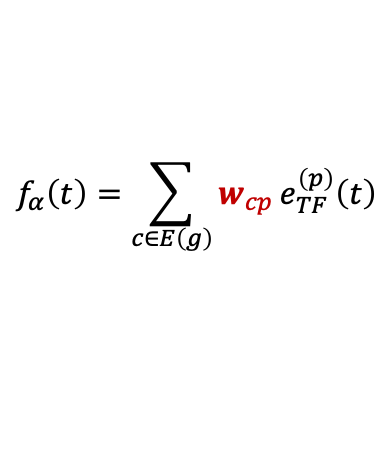 f_α(t) = ∑_{c∈E(g)} w_{cp} e_{TF}^{(p)}(t)